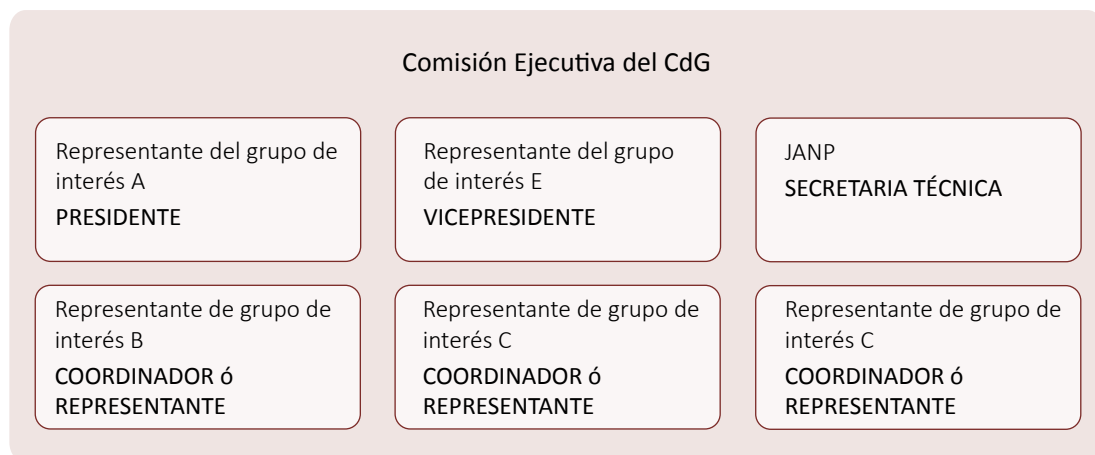 Comisión Ejecutiva del CdG
Representante del grupo de
interés A
PRESIDENTE
Representante del grupo
de interés E
VICEPRESIDENTE
JANP
SECRETARIA TÉCNICA
Representante de grupo de
interés B
COORDINADOR ó
REPRESENTANTE
Representante de grupo de
interés C
COORDINADOR ó
REPRESENTANTE
Representante de grupo de
interés C
COORDINADOR ó
REPRESENTANTE